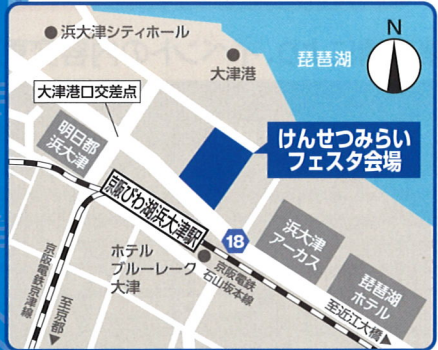 浜大津シティホール
大津港
琵琶湖
N
大津港口交差点
明日都
浜大津
けんせつみらい
フェスタ会場
京阪びわ湖浜大津駅
18
浜大津
アーカス
琵琶湖
ホテル
ホテル
ブルーレーク
大津
京阪電鉄
石山坂本線
京阪電鉄京津線
至京都
至近江大橋